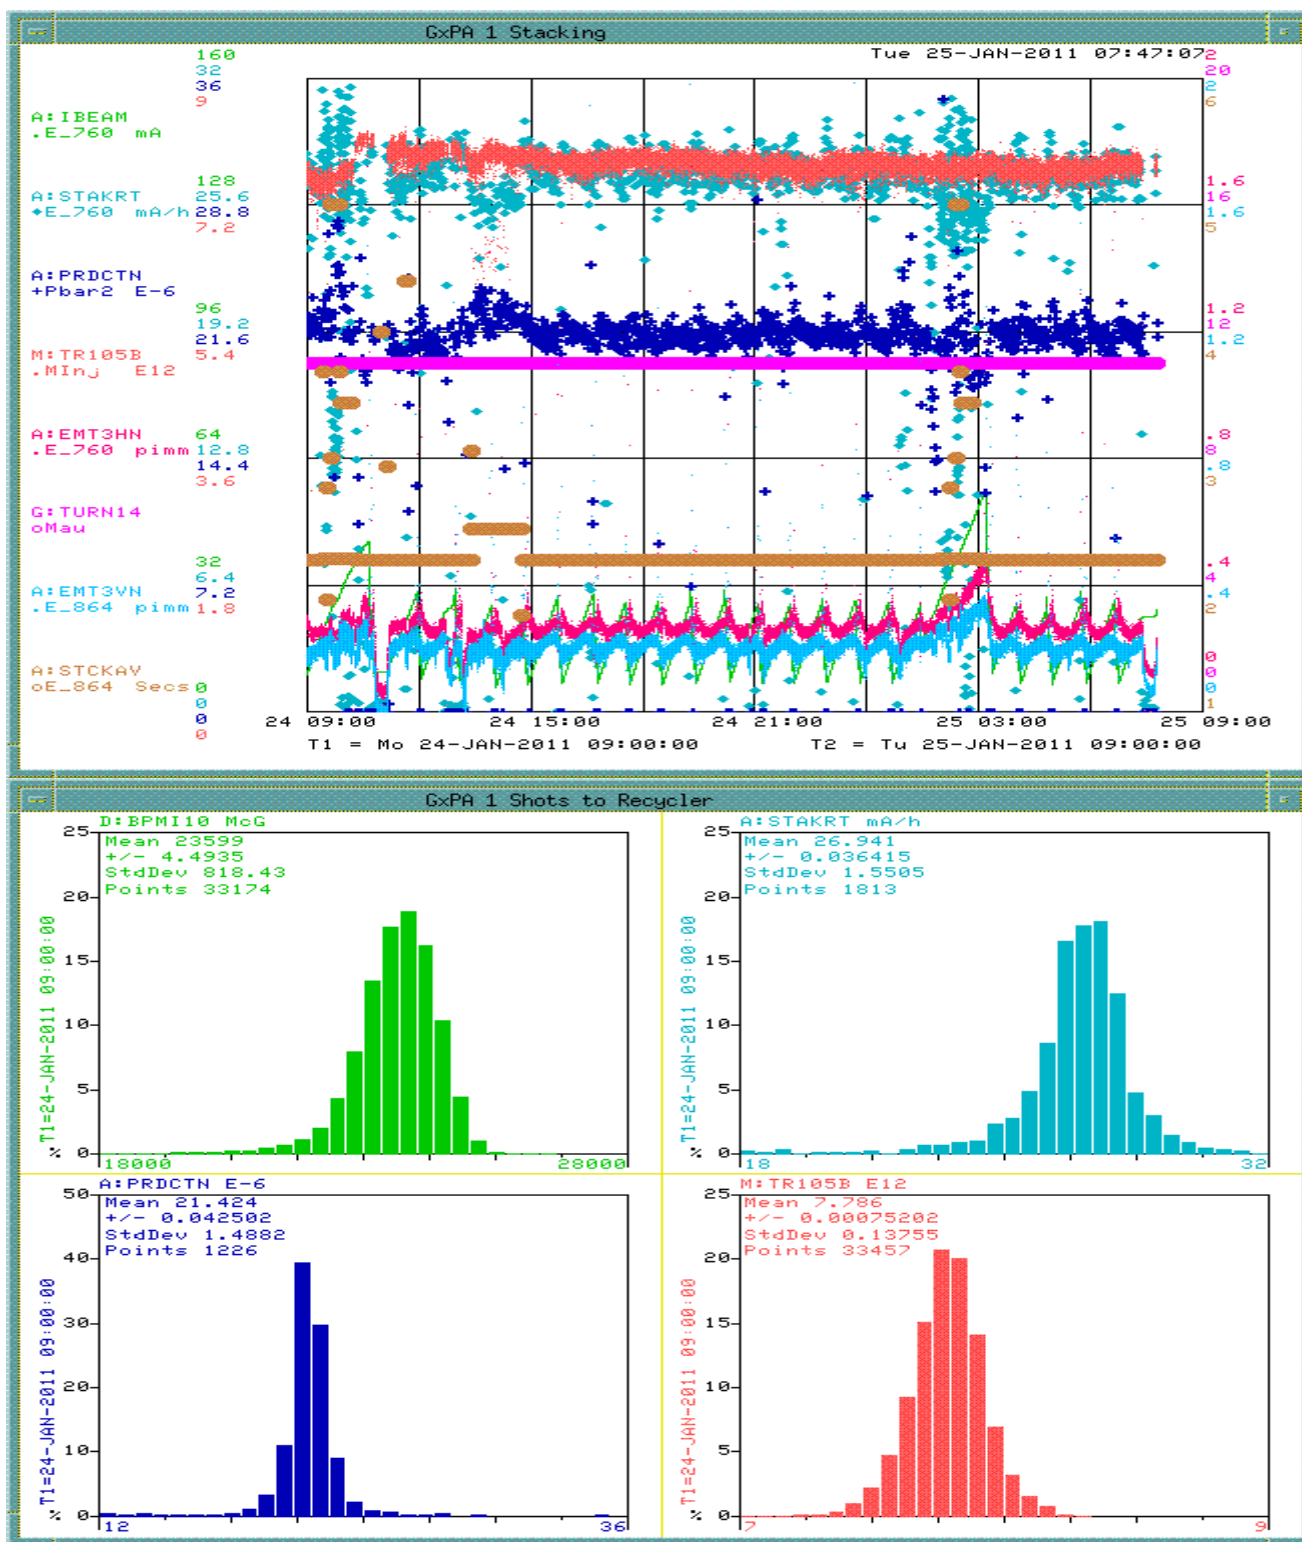 GxPA 1 Stacking
Tue 25-JAN-2011 07:47:07
160
32
36
9
2
20
2
6
A:IBEAM
.E_760 mA
128
A:STAKRT 25.6
♦E_760 mA/h 28.8
7.2
1.6
16
1.6
5
A:PRDCTN
+Pbar2 E-6
96
19.2
21.6
M:TR105B 5.4
.MInj E12
1.2
12
1.2
4
A:EMT3HN 64
.E_760 pimm 12.8
14.4
3.6
.8
8
.8
3
G:TURN14
oMau
32
6.4
A:EMT3VN 7.2
.E_864 pimm 1.8
.4
4
.4
2
A:STCKAV
oE_864 Secs 0
0
0
0
0
0
0
1
24 09:00 24 15:00 24 21:00 25 03:00 25 09:00
T1 = Mo 24-JAN-2011 09:00:00 T2 = Tu 25-JAN-2011 09:00:00
GxPA 1 Shots to Recycler
D:BPMI10 McG
25
20
15
10
5
% 0
Mean 23599
+/- 4.4935
StdDev 818.43
Points 33174
T1=24-JAN-2011 09:00:00
18000 28000
A:STAKRT mA/h
25
20
15
10
5
% 0
Mean 26.941
+/- 0.036415
StdDev 1.5505
Points 1813
T1=24-JAN-2011 09:00:00
18 32
A:PRDCTN E-6
50
40
30
20
10
% 0
Mean 21.424
+/- 0.042502
StdDev 1.4882
Points 1226
T1=24-JAN-2011 09:00:00
12 36
M:TR105B E12
25
20
15
10
5
% 0
Mean 7.786
+/- 0.00075202
StdDev 0.13755
Points 33457
T1=24-JAN-2011 09:00:00
7 9